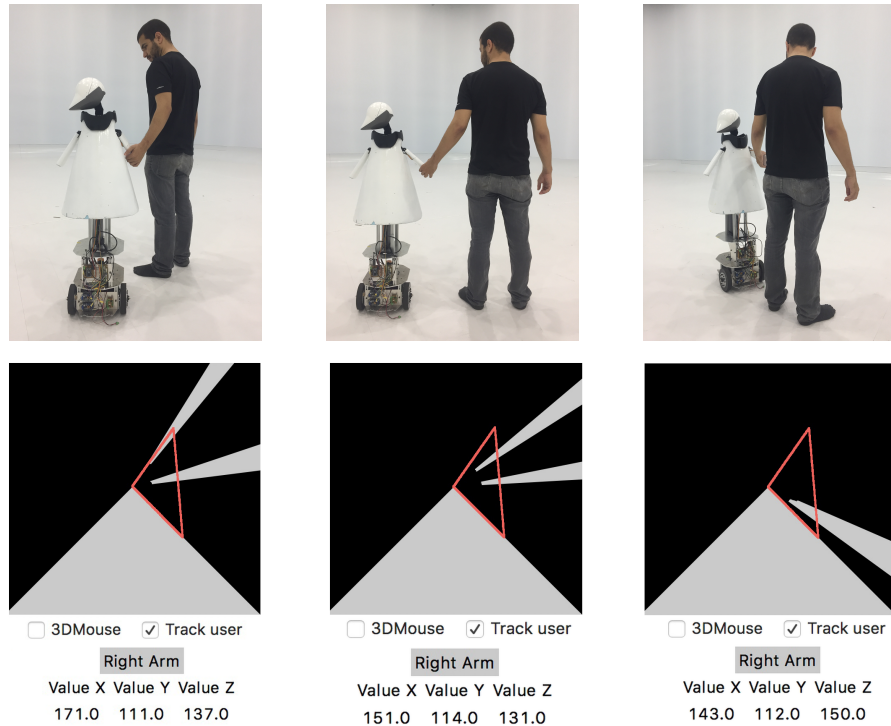 3DMouse Track user
Right Arm
Value X Value Y Value Z
171.0 111.0 137.0
3DMouse Track user
Right Arm
Value X Value Y Value Z
151.0 114.0 131.0
3DMouse Track user
Right Arm
Value X Value Y Value Z
143.0 112.0 150.0